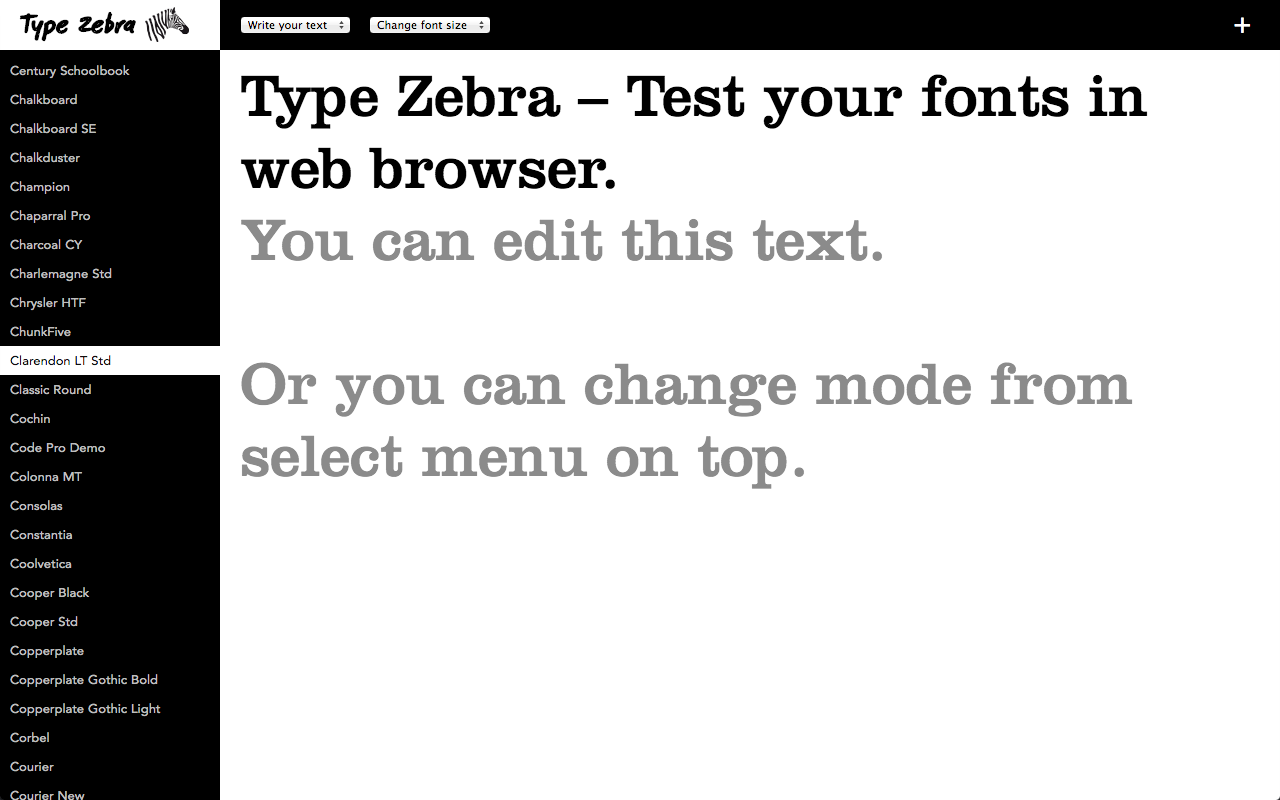 Type Zebra
Write your text
Change font size
+
Century Schoolbook
Chalkboard
Chalkboard SE
Chalkduster
Champion
Chaparral Pro
Charcoal CY
Charlemagne Std
Chrysler HTF
ChunkFive
Clarendon LT Std
Classic Round
Cochin
Code Pro Demo
Colonna MT
Consolas
Constantia
Coolvetica
Cooper Black
Cooper Std
Copperplate
Copperplate Gothic Bold
Copperplate Gothic Light
Corbel
Courier
Courier New
Type Zebra – Test your fonts in
web browser.
You can edit this text.
Or you can change mode from
select menu on top.